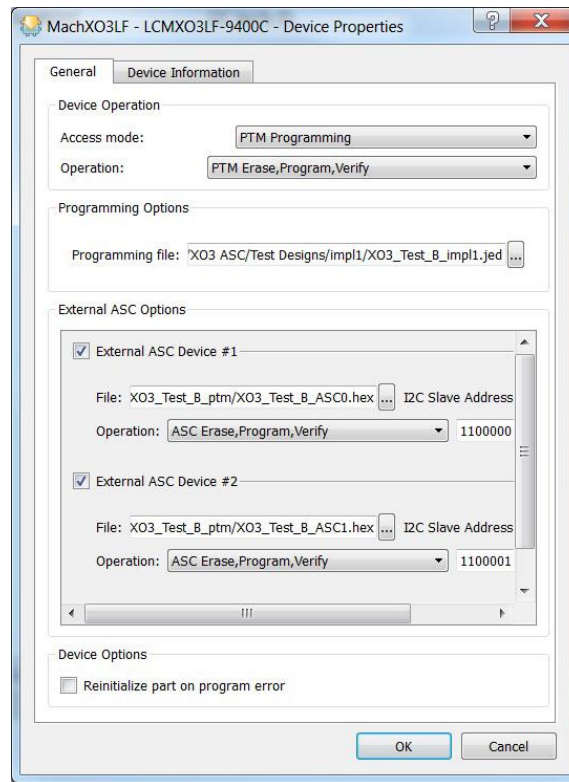 MachXO3LF - LCMXO3LF-9400C - Device Properties
General Device Information
Device Operation
Access mode: PTM Programming
Operation: PTM Erase,Program,Verify
Programming Options
Programming file: 'XO3 ASC/Test Designs/impl1/XO3_Test_B_impl1.jed ...
External ASC Options
External ASC Device #1
File: XO3_Test_B_ptm/XO3_Test_B_ASC0.hex ... I2C Slave Address
Operation: ASC Erase,Program,Verify 1100000
External ASC Device #2
File: XO3_Test_B_ptm/XO3_Test_B_ASC1.hex ... I2C Slave Address
Operation: ASC Erase,Program,Verify 1100001
Device Options
Reinitialize part on program error
OK Cancel